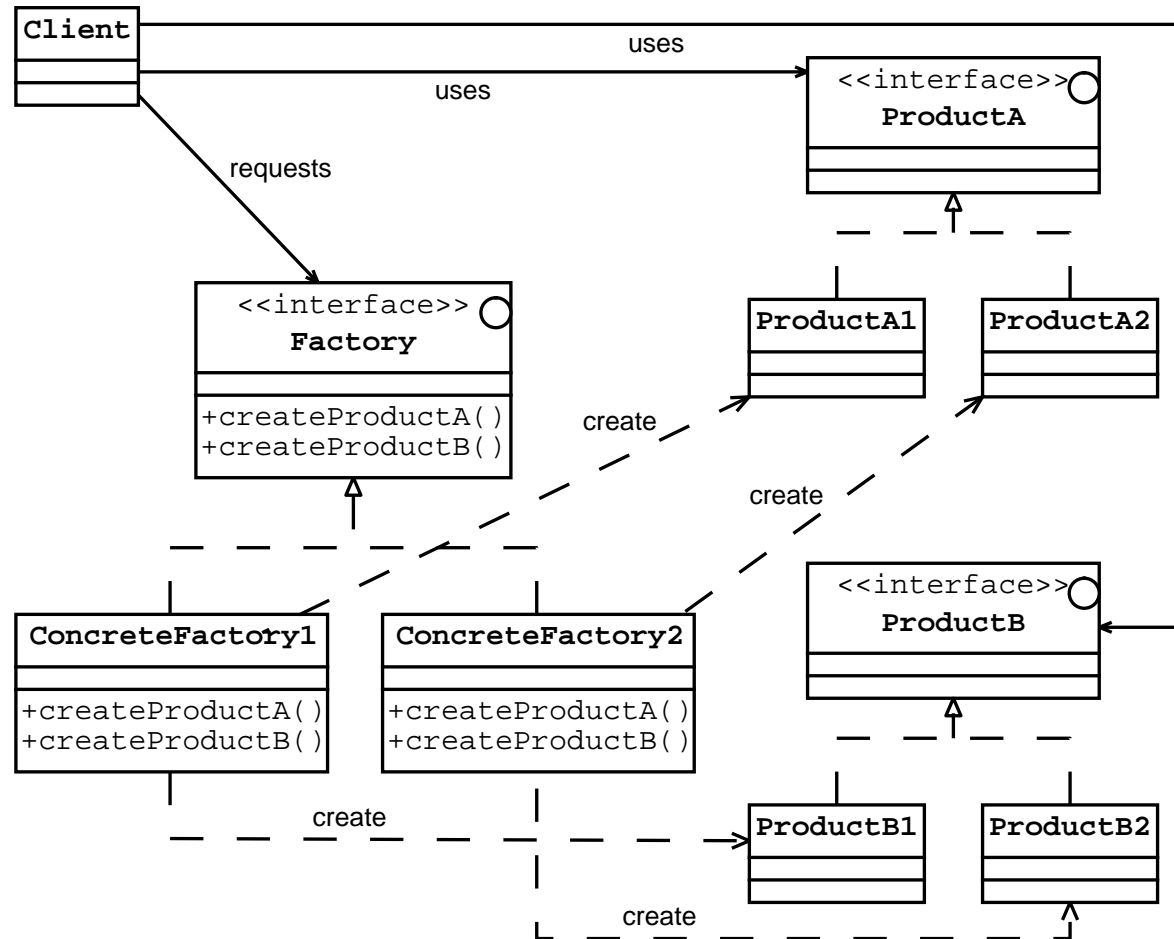 Client
uses
uses
<<interface>>
ProductA
requests
<<interface>>
Factory
+createProductA()
+createProductB()
ProductA1
ProductA2
create
create
ConcreteFactory1
+createProductA()
+createProductB()
ConcreteFactory2
+createProductA()
+createProductB()
<<interface>>
ProductB
create
ProductB1
ProductB2
create